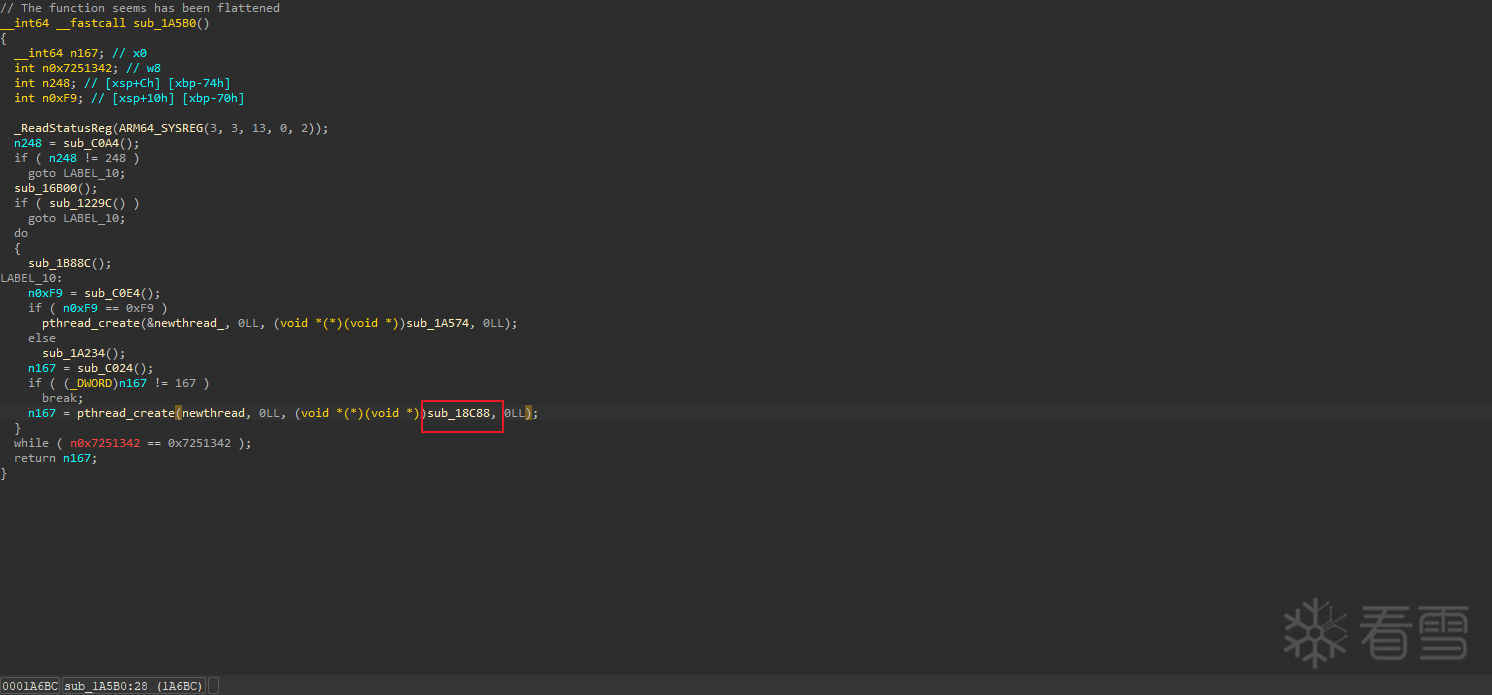 // The function seems has been flattened
__int64 __fastcall sub_1A5B0()
{
  __int64 n167; // x0
  int n0x7251342; // w8
  int n248; // [xsp+Ch] [xbp-74h]
  int n0xF9; // [xsp+10h] [xbp-70h]

  _ReadStatusReg(ARM64_SYSREG(3, 3, 13, 0, 2));
  n248 = sub_C0A4();
  if ( n248 != 248 )
    goto LABEL_10;
  sub_16B00();
  if ( sub_1229C() )
    goto LABEL_10;
  do
  {
    sub_1B88C();
LABEL_10:
    n0xF9 = sub_C0E4();
    if ( n0xF9 == 0xF9 )
      pthread_create(&newthread_, 0LL, (void *(*)(void *))sub_1A574, 0LL);
    else
      sub_1A234();
    n167 = sub_C024();
    if ( (_DWORD)n167 != 167 )
      break;
    n167 = pthread_create(newthread, 0LL, (void *(*)(void *))sub_18C88, 0LL);
  }
  while ( n0x7251342 == 0x7251342 );
  return n167;
}
看雪
0001A6BC sub_1A5B0:28 (1A6BC)